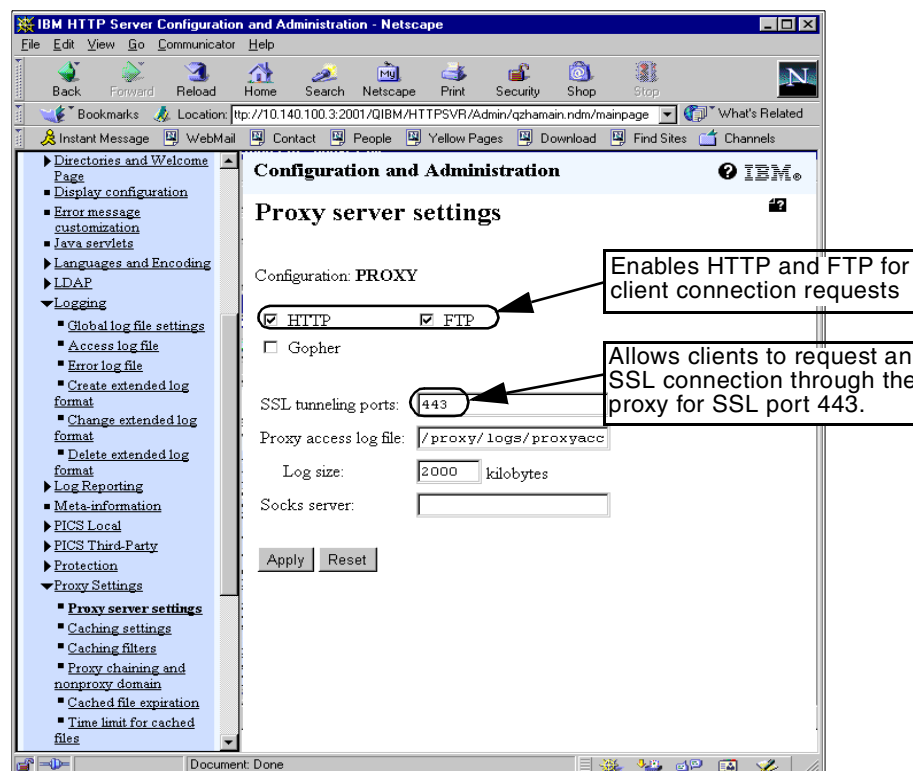 IBM HTTP Server Configuration and Administration - Netscape
File Edit View Go Communicator Help
Back Forward Reload Home Search Netscape Print Security Shop Stop
My
N
Bookmarks Location: ttp://10.140.100.3:2001/QIBM/HTTPSVR/Admin/qzhamain.ndm/mainpage What's Related
Instant Message WebMail Contact People Yellow Pages Download Find Sites Channels
Directories and Welcome
Page
Display configuration
Error message
customization
Java servlets
Languages and Encoding
LDAP
Logging
Global log file settings
Access log file
Error log file
Create extended log
format
Change extended log
format
Delete extended log
format
Log Reporting
Meta-information
PICS Local
PICS Third-Party
Protection
Proxy Settings
Proxy server settings
Caching settings
Caching filters
Proxy chaining and
nonproxy domain
Cached file expiration
Time limit for cached
files
Configuration and Administration
IBM®
Proxy server settings
Configuration: PROXY
HTTP FTP
Gopher
SSL tunneling ports: 443
Proxy access log file: /proxy/logs/proxyacc
Log size: 2000 kilobytes
Socks server:
Apply Reset
Enables HTTP and FTP for
client connection requests
Allows clients to request an
SSL connection through the
proxy for SSL port 443.
Document: Done